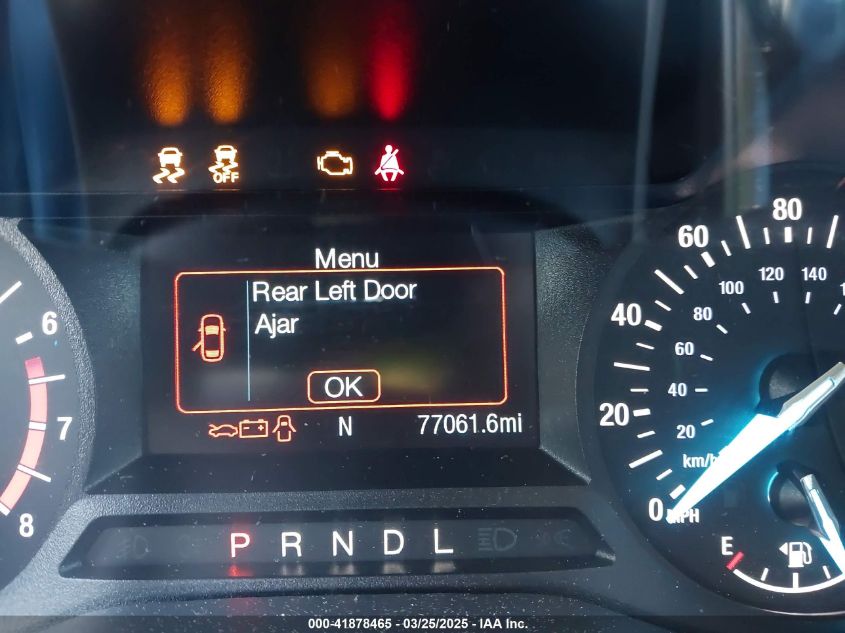 OFF
Menu
Rear Left Door
Ajar
OK
N 77061.6mi
P R N D L
6
7
8
0
20
40
60
80
20
40
60
80
100
120
140
km/h
MPH
E
000-41878465 - 03/25/2025 - IAA Inc.